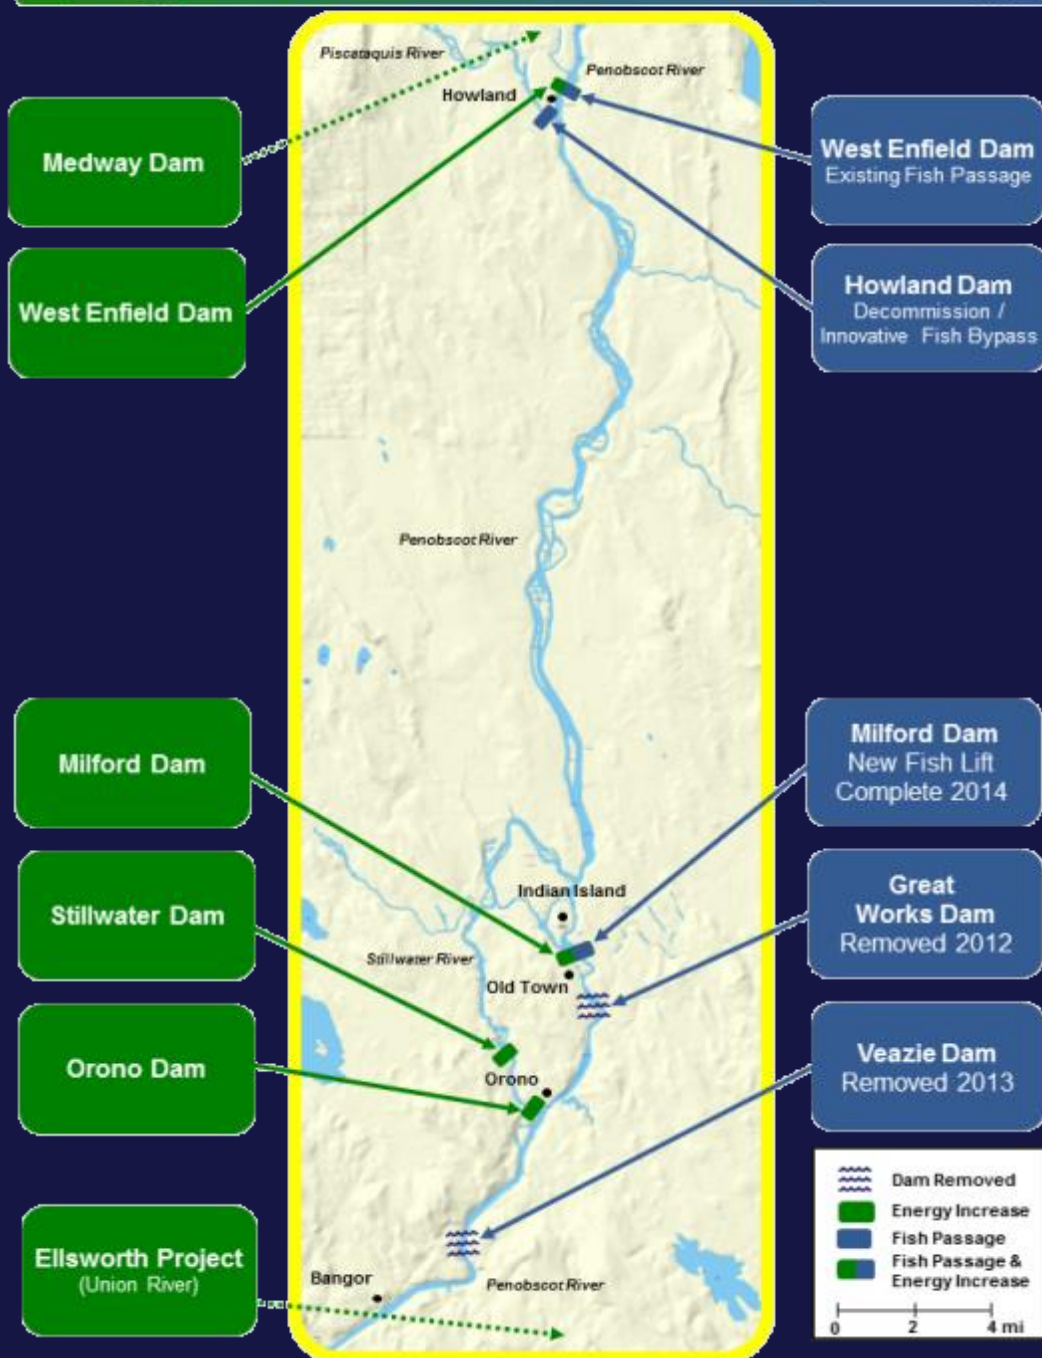 Piscataquis River
Penobscot River
Howland
Medway Dam
West Enfield Dam
Existing Fish Passage
West Enfield Dam
Howland Dam
Decommission /
Innovative Fish Bypass
Penobscot River
Milford Dam
Milford Dam
New Fish Lift
Complete 2014
Indian Island
Stillwater Dam
Great
Works Dam
Removed 2012
Stillwater River
Old Town
Orono Dam
Orono
Veazie Dam
Removed 2013
Ellsworth Project
(Union River)
Bangor
Penobscot River
Dam Removed
Energy Increase
Fish Passage
Fish Passage &
Energy Increase
0 2 4 mi